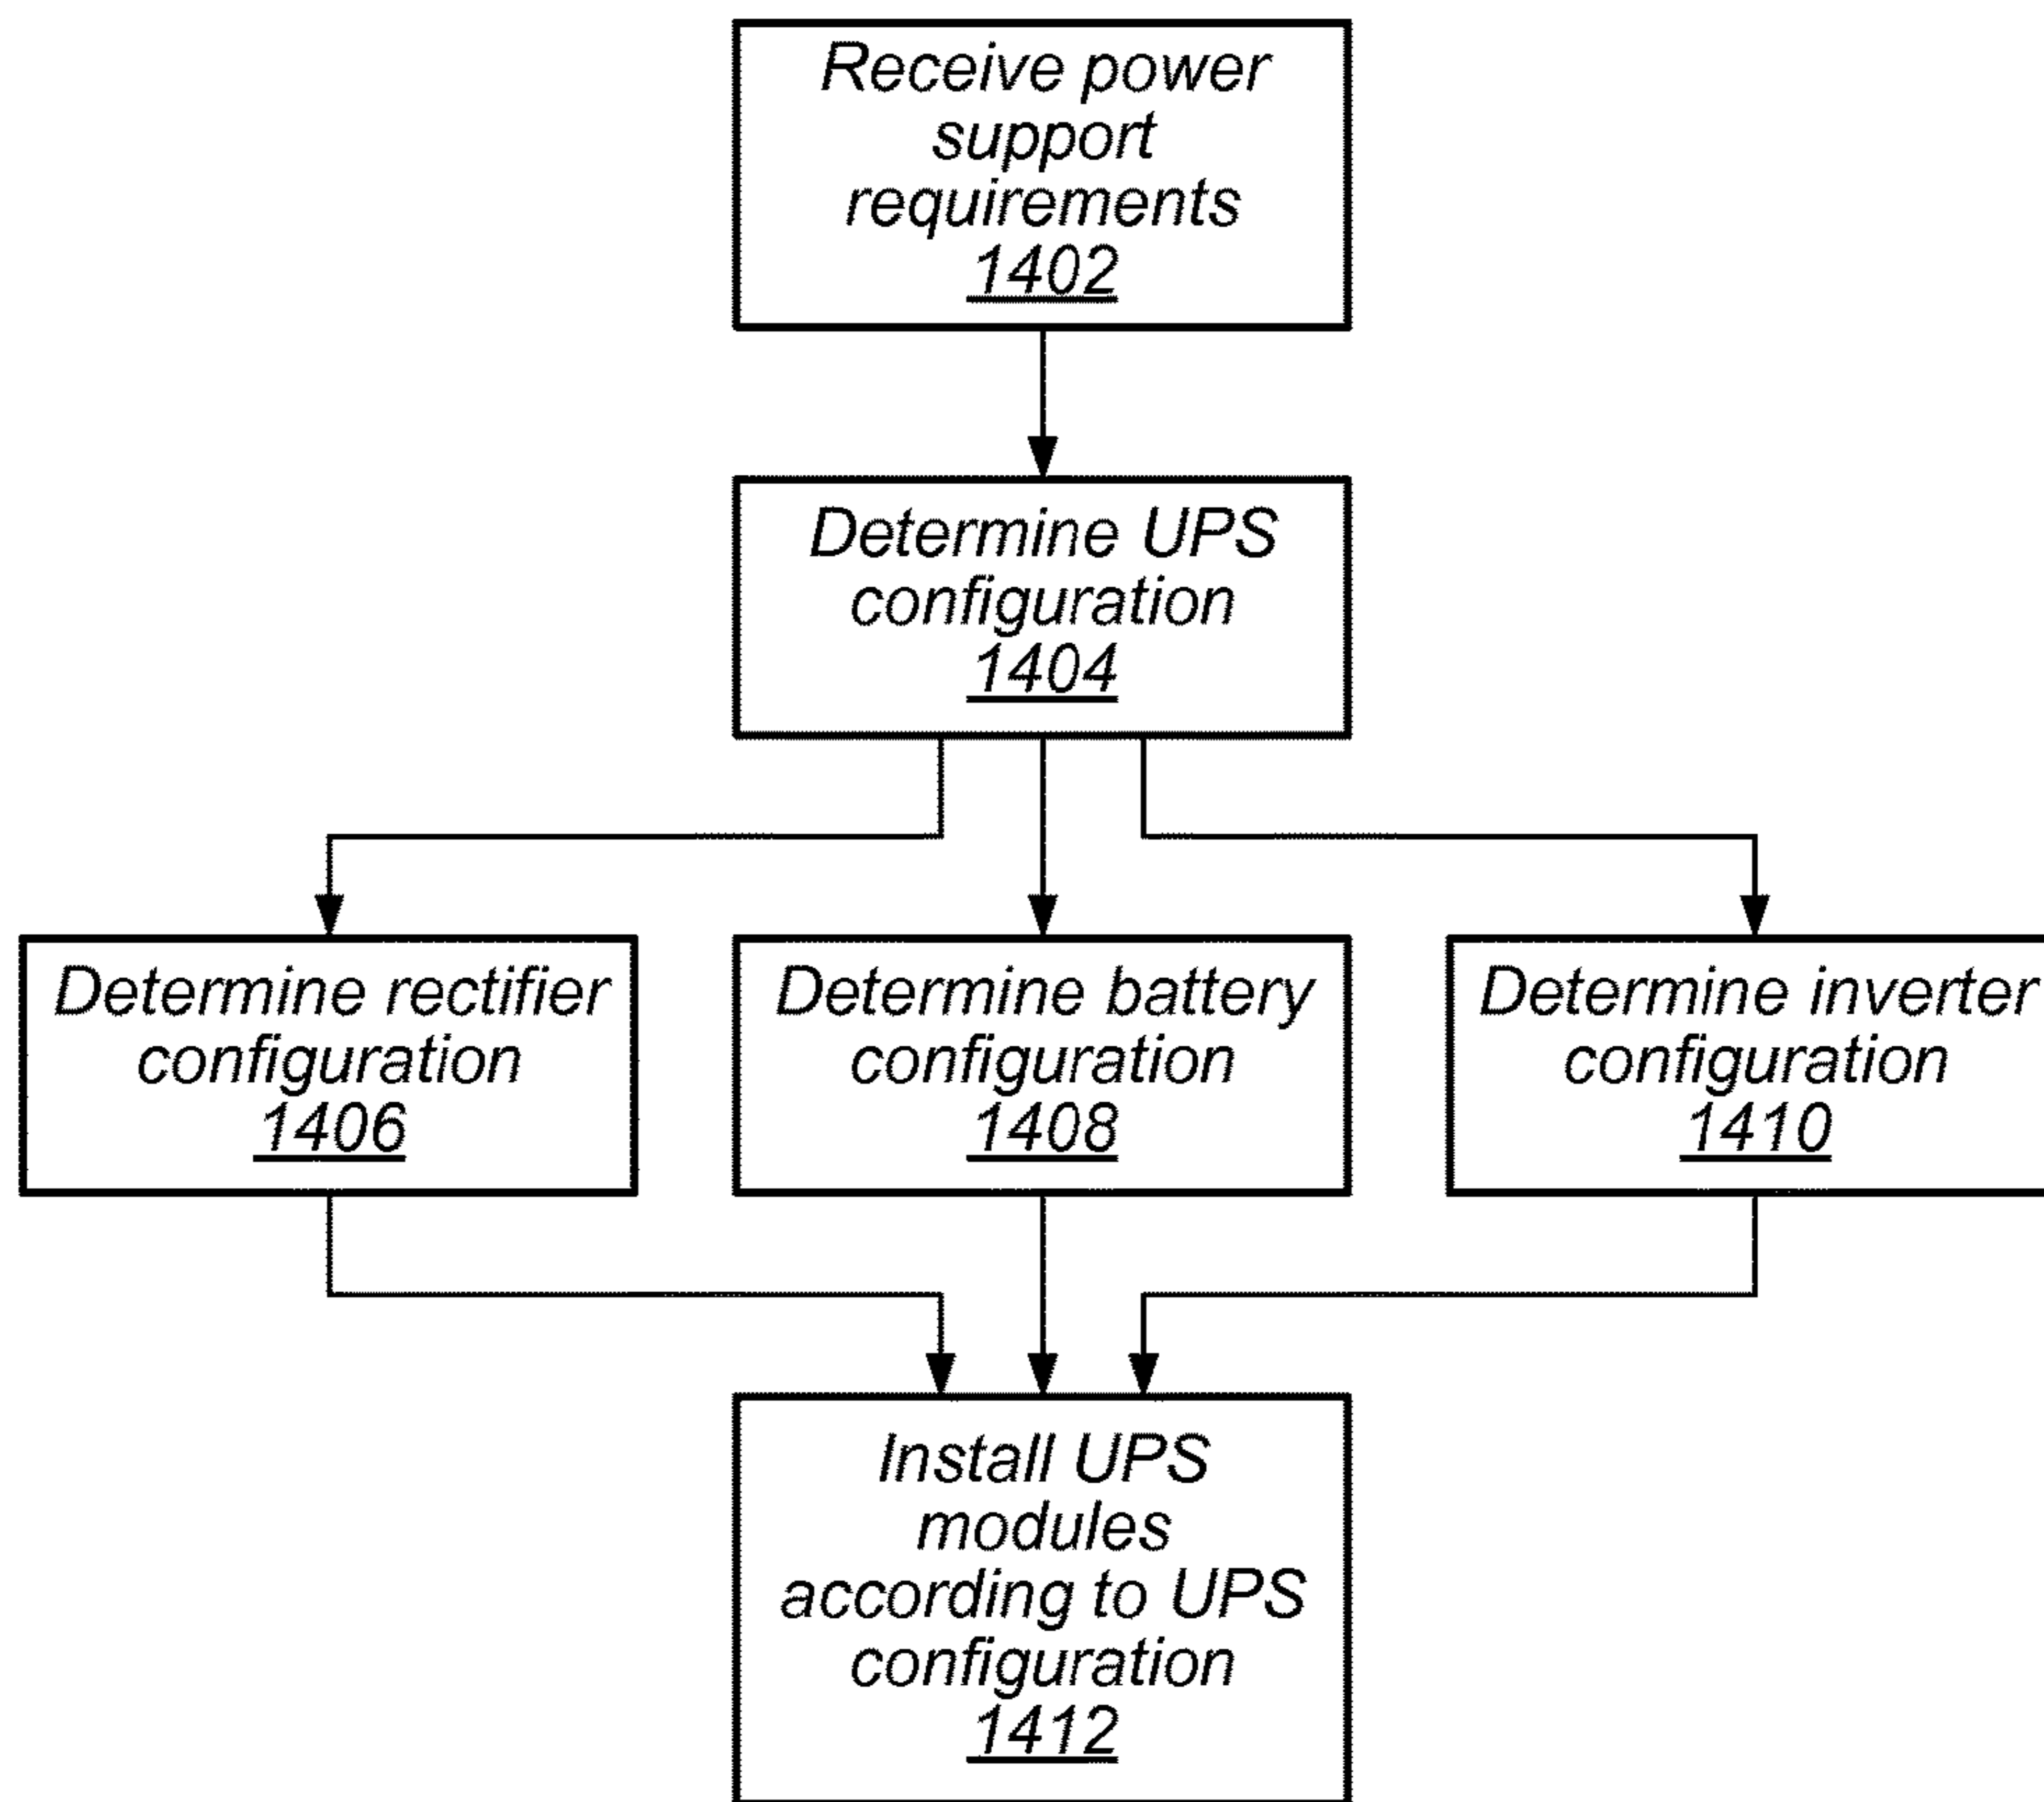 Receive power
support
requirements
1402
Determine UPS
configuration
1404
Determine rectifier
configuration
1406
Determine battery
configuration
1408
Determine inverter
configuration
1410
Install UPS
modules
according to UPS
configuration
1412